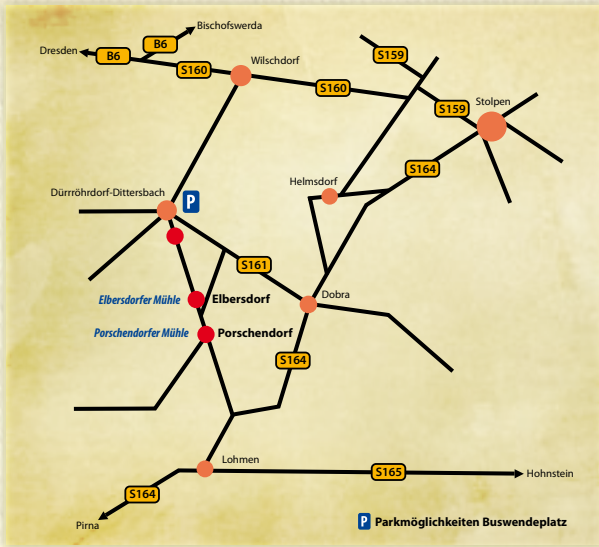 Bischofswerda
B6
Dresden
B6
S160
Wilschdorf
S160
S159
S159
Stolpen
S164
Helmsdorf
Dürrröhrdorf-Dittersbach
P
S161
Elbersdorfer Mühle
Elbersdorf
Dobra
Porschendorfer Mühle
Porschendorf
S164
Lohmen
S165
Hohnstein
S164
Pirna
P Parkmöglichkeiten Buswendeplatz